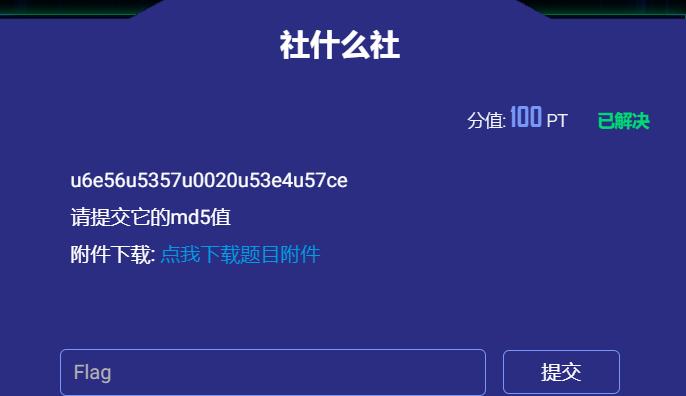 社什么社
分值: 100 PT 已解决
u6e56u5357u0020u53e4u57ce
请提交它的md5值
附件下载: 点我下载题目附件
Flag 提交